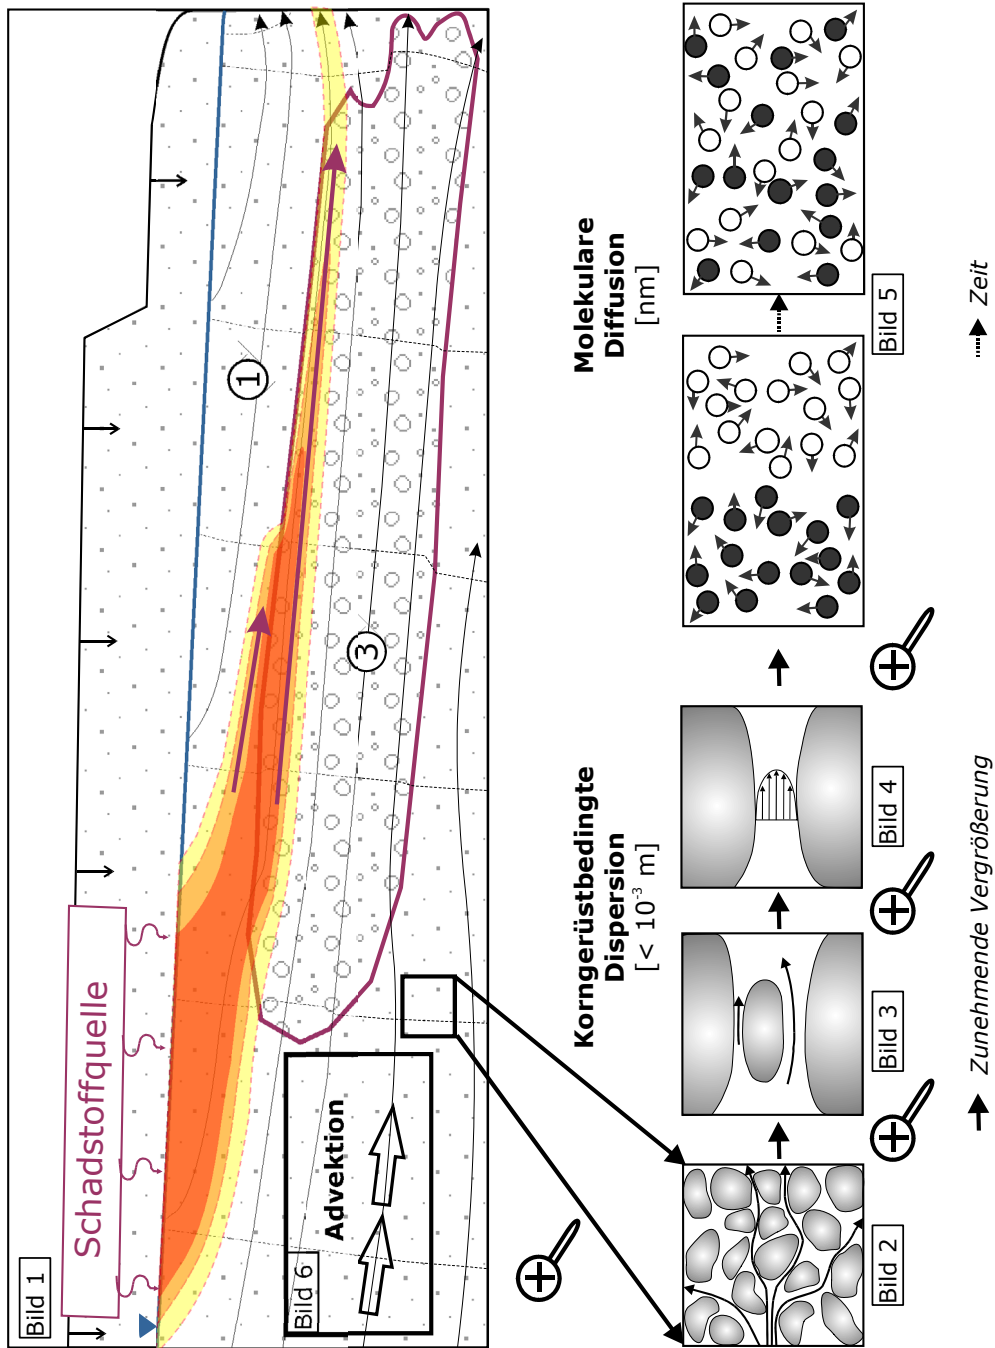 Bild 1
Schadstoffquelle
1
3
Bild 6
Advektion
Korngerüstbedingte
Dispersion
[< 10⁻³ m]
Molekulare
Diffusion
[nm]
Bild 2
Bild 3
Bild 4
Bild 5
Zunehmende Vergrößerung
Zeit